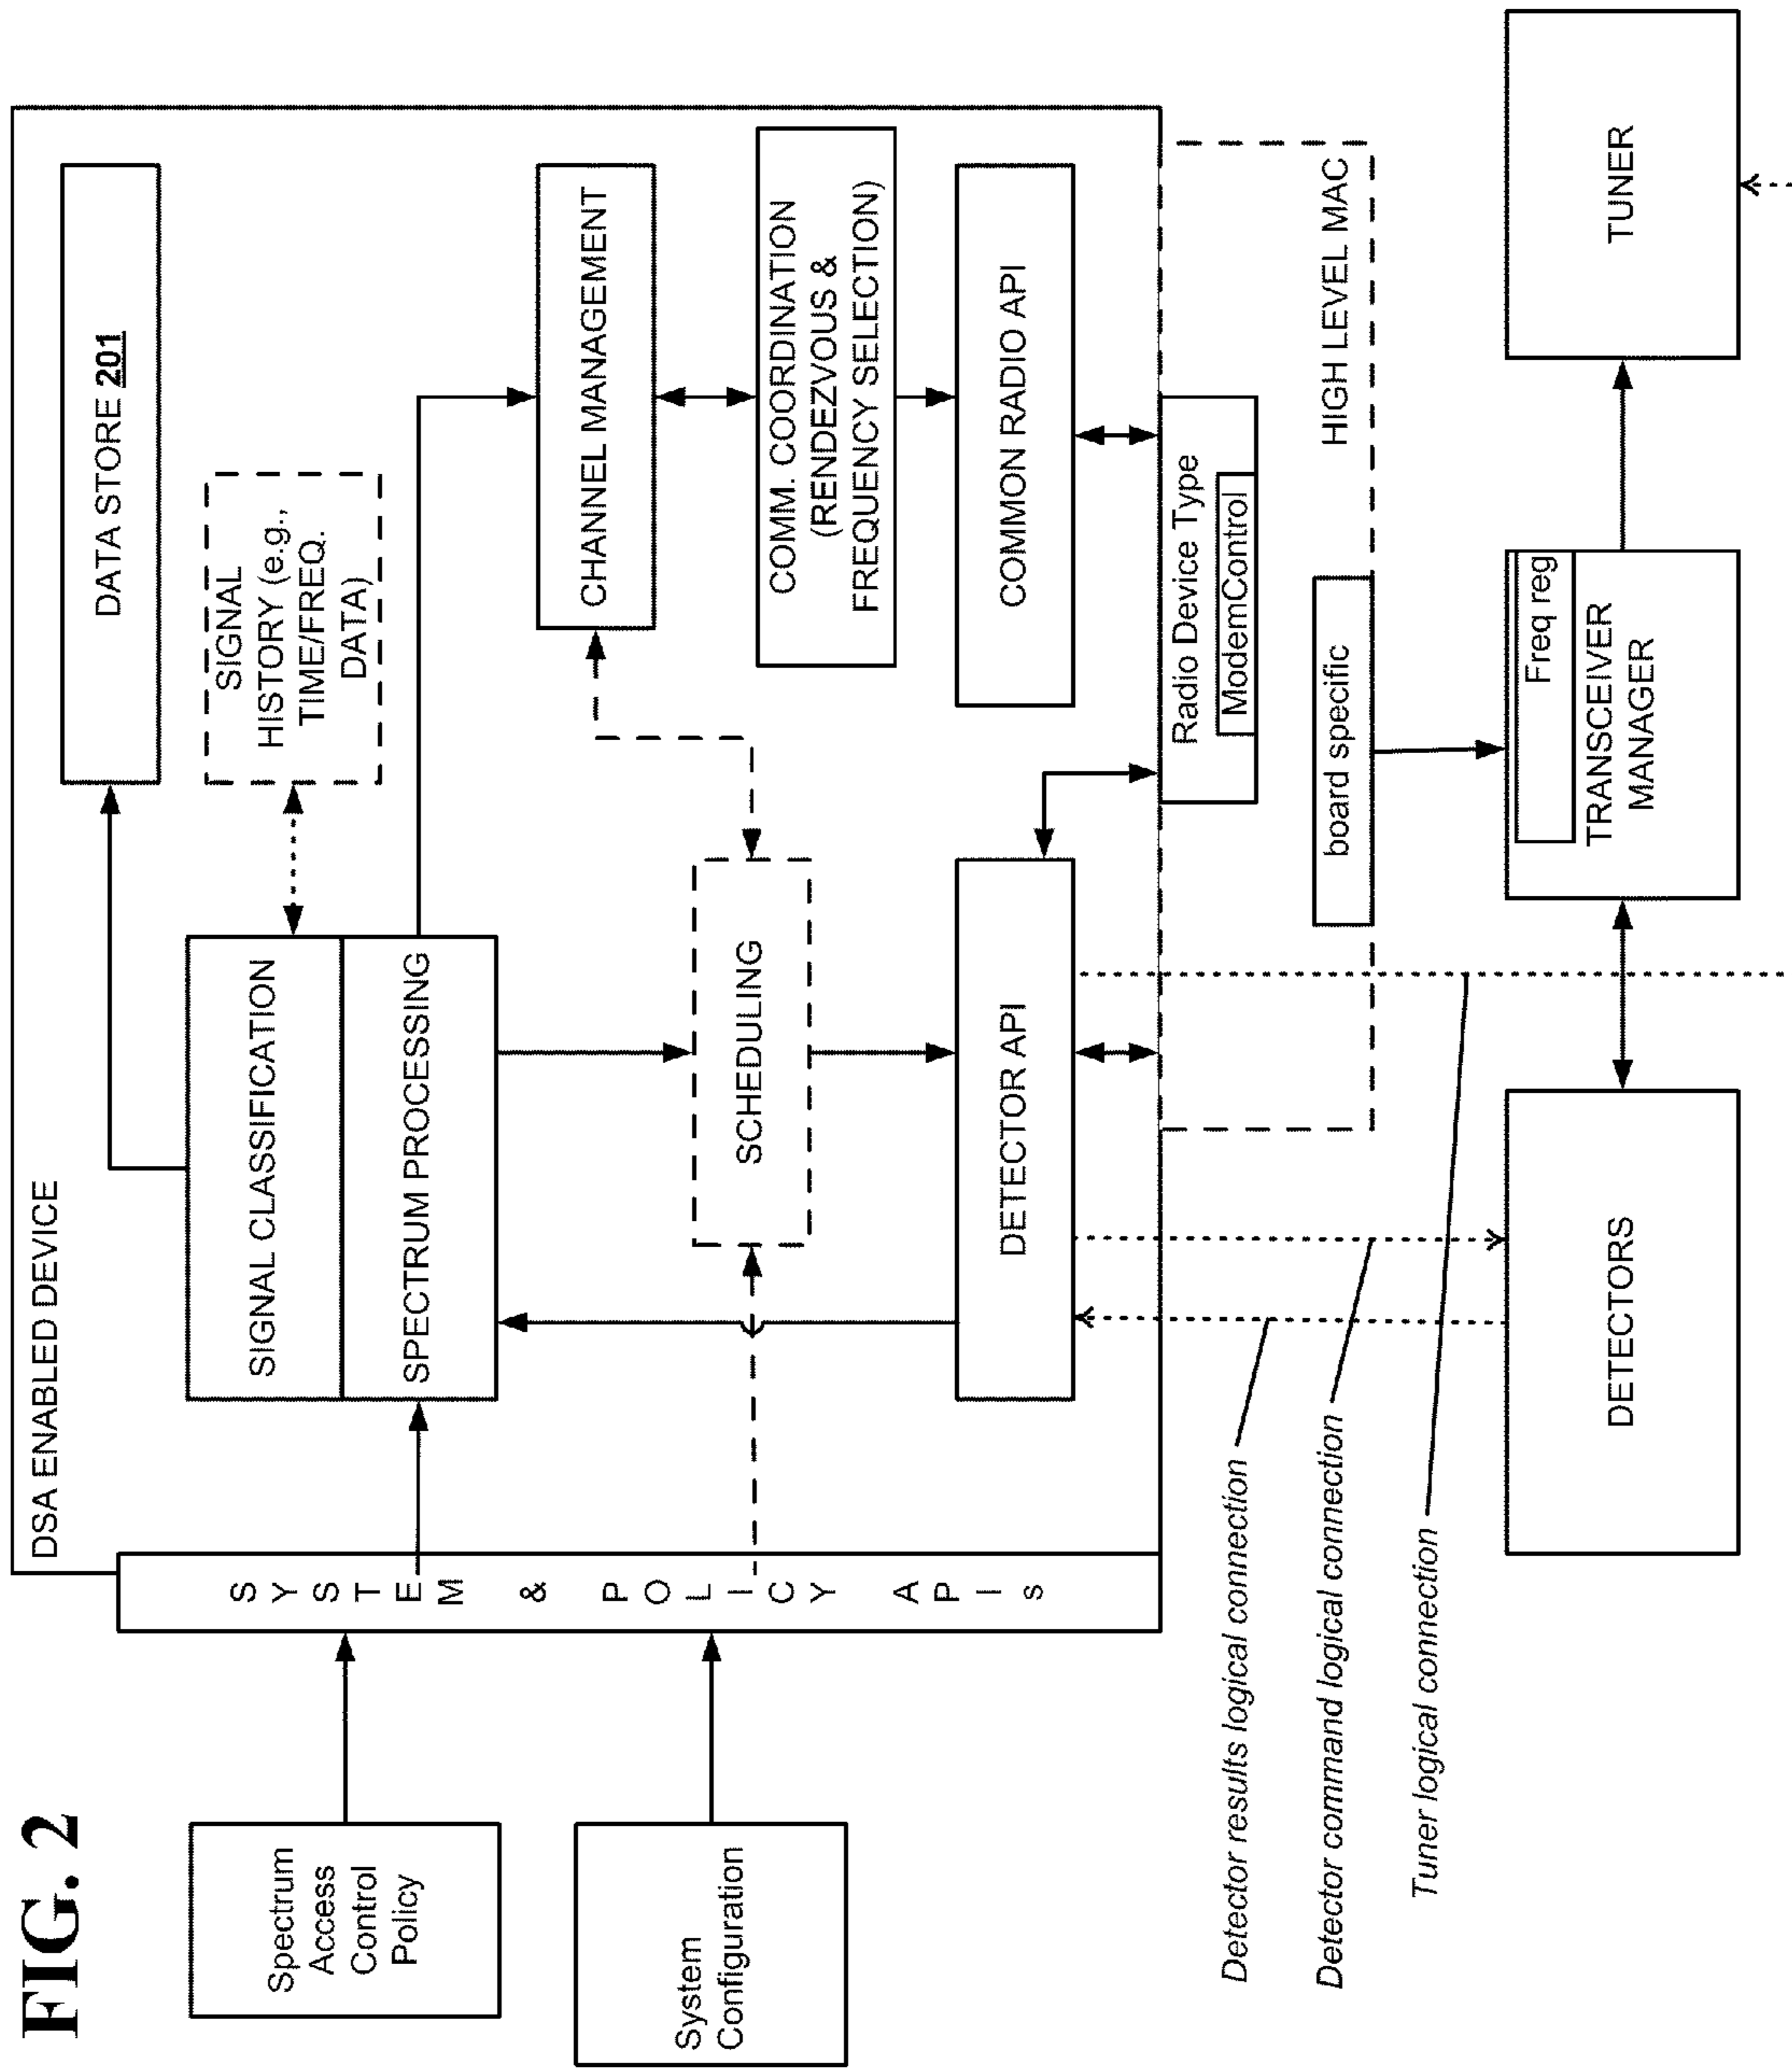 FIG. 2
DSA ENABLED DEVICE
Spectrum
Access
Control
Policy
System
Configuration
SYSTEM & POLICY APIs
SIGNAL CLASSIFICATION
SPECTRUM PROCESSING
DATA STORE 201
SIGNAL
HISTORY (e.g.,
TIME/FREQ.
DATA)
SCHEDULING
CHANNEL MANAGEMENT
COMM. COORDINATION
(RENDEZVOUS &
FREQUENCY SELECTION)
DETECTOR API
COMMON RADIO API
Radio Device Type
ModemControl
HIGH LEVEL MAC
board specific
Detector results logical connection
Detector command logical connection
Tuner logical connection
DETECTORS
Freq reg
TRANSCEIVER
MANAGER
TUNER